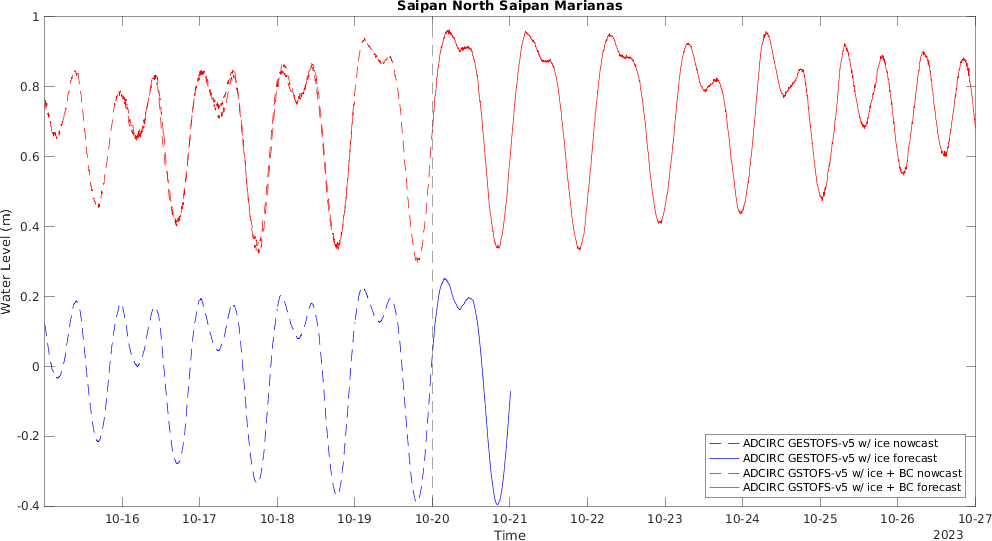 Saipan North Saipan Marianas
1
0.8
0.6
0.4
0.2
0
-0.2
-0.4
Water Level (m)
10-16 10-17 10-18 10-19 10-20 10-21 10-22 10-23 10-24 10-25 10-26 10-27
Time
2023
ADCIRC GESTOFS-v5 w/ ice nowcast
ADCIRC GESTOFS-v5 w/ ice forecast
ADCIRC GSTOFS-v5 w/ ice + BC nowcast
ADCIRC GSTOFS-v5 w/ ice + BC forecast